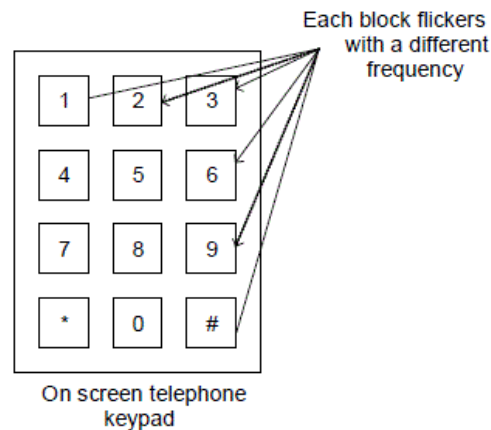 Each block flickers
with a different
frequency
1 2 3
4 5 6
7 8 9
* 0 #
On screen telephone
keypad